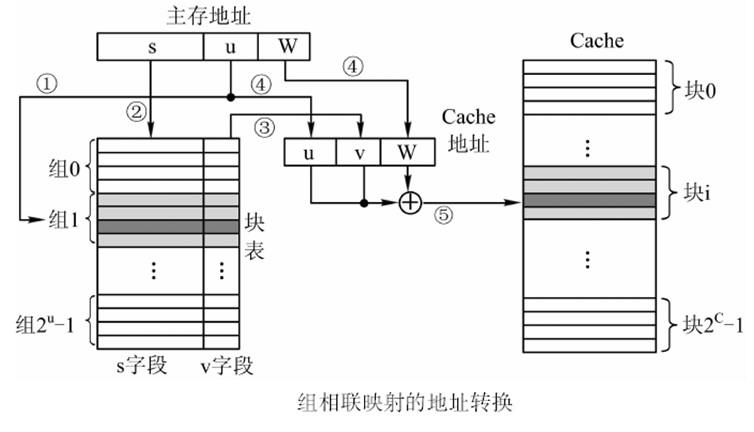 主存地址
s u W
Cache
① ④ ④
② ③
Cache
地址
块0
组0
u v W
⋮
组1
块
表
⑤
块i
⋮ ⋮
⋮
组2ᵘ-1
块2ᶜ-1
s字段 v字段
组相联映射的地址转换